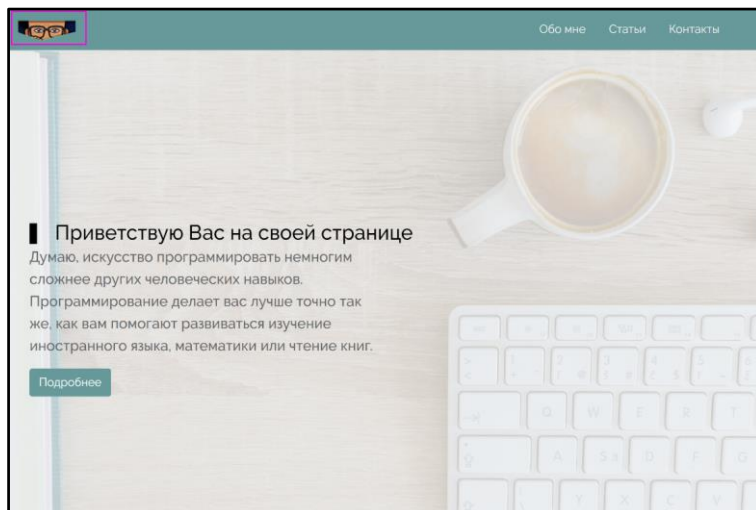 Обо мне Статьи Контакты
Приветствую Вас на своей странице
Думаю, искусство программировать немногим
сложнее других человеческих навыков.
Программирование делает вас лучше точно так
же, как вам помогают развиваться изучение
иностранного языка, математики или чтение книг.
Подробнее
Q W E R T
A S D F G
Y X C V